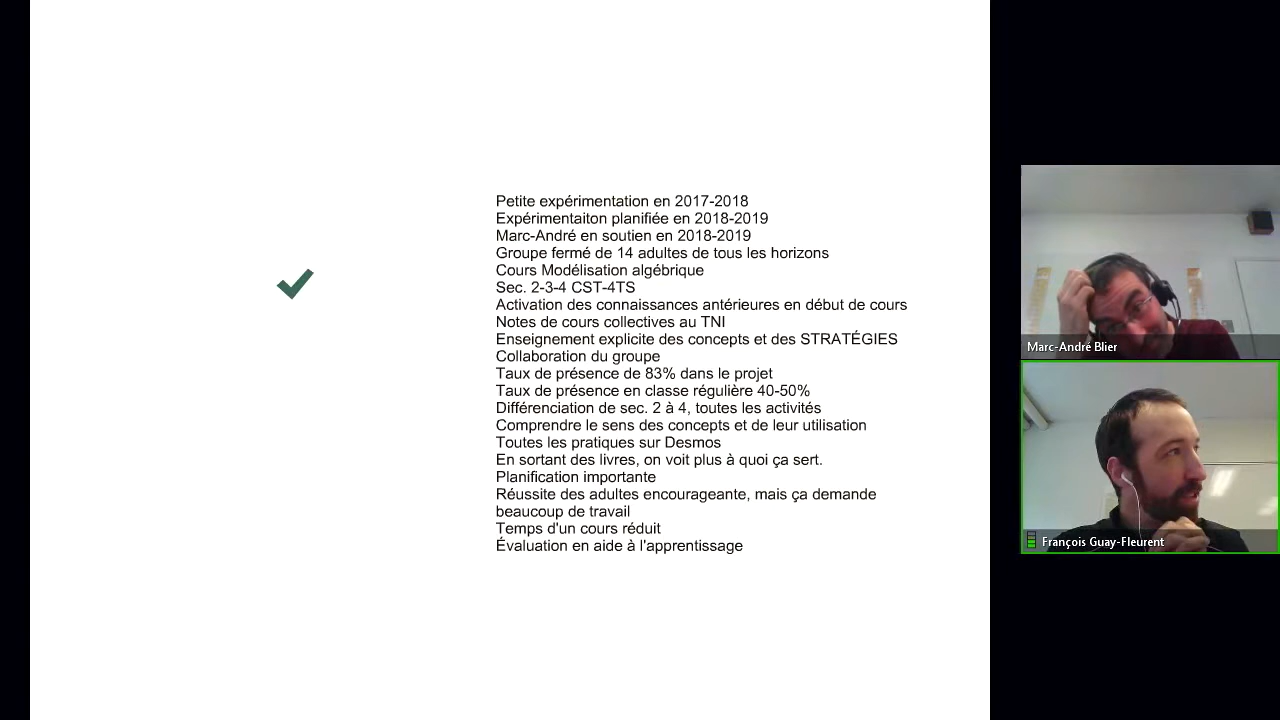 Petite expérimentation en 2017-2018
Expérimentaiton planifiée en 2018-2019
Marc-André en soutien en 2018-2019
Groupe fermé de 14 adultes de tous les horizons
Cours Modélisation algébrique
Sec. 2-3-4 CST-4TS
Activation des connaissances antérieures en début de cours
Notes de cours collectives au TNI
Enseignement explicite des concepts et des STRATÉGIES
Collaboration du groupe
Taux de présence de 83% dans le projet
Taux de présence en classe régulière 40-50%
Différenciation de sec. 2 à 4, toutes les activités
Comprendre le sens des concepts et de leur utilisation
Toutes les pratiques sur Desmos
En sortant des livres, on voit plus à quoi ça sert.
Planification importante
Réussite des adultes encourageante, mais ça demande
beaucoup de travail
Temps d'un cours réduit
Évaluation en aide à l'apprentissage
Marc-André Blier
François Guay-Fleurent